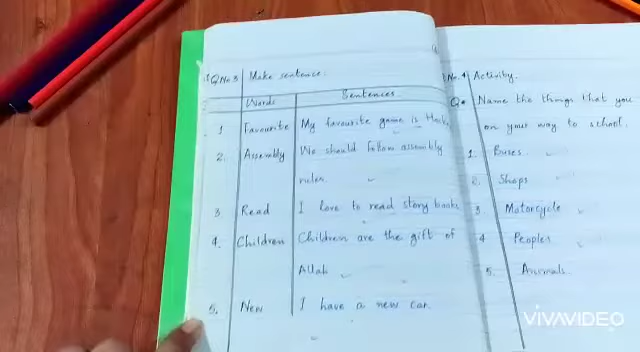 Q No 3 Make sentence.
Words Sentences
1 Favourite My favourite game is
2. Assembly We should follow assembly
rules.
3 Read I love to read story books
4. Children Children are the gift of
Allah
5. New I have a new car.
No. 4 Activity.
Q. Name the things that you
on your way to school.
1. Buses
2. Shops
3 Motorcycle
4 Peoples
5. Animals
VIVAVIDEO